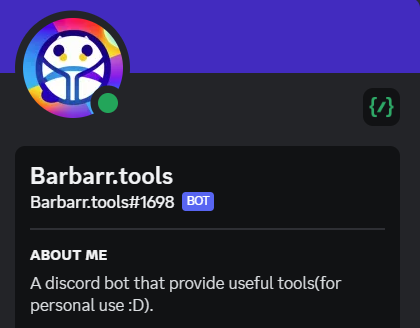 {/}
Barbarr.tools
Barbarr.tools#1698 BOT
ABOUT ME
A discord bot that provide useful tools(for
personal use :D).